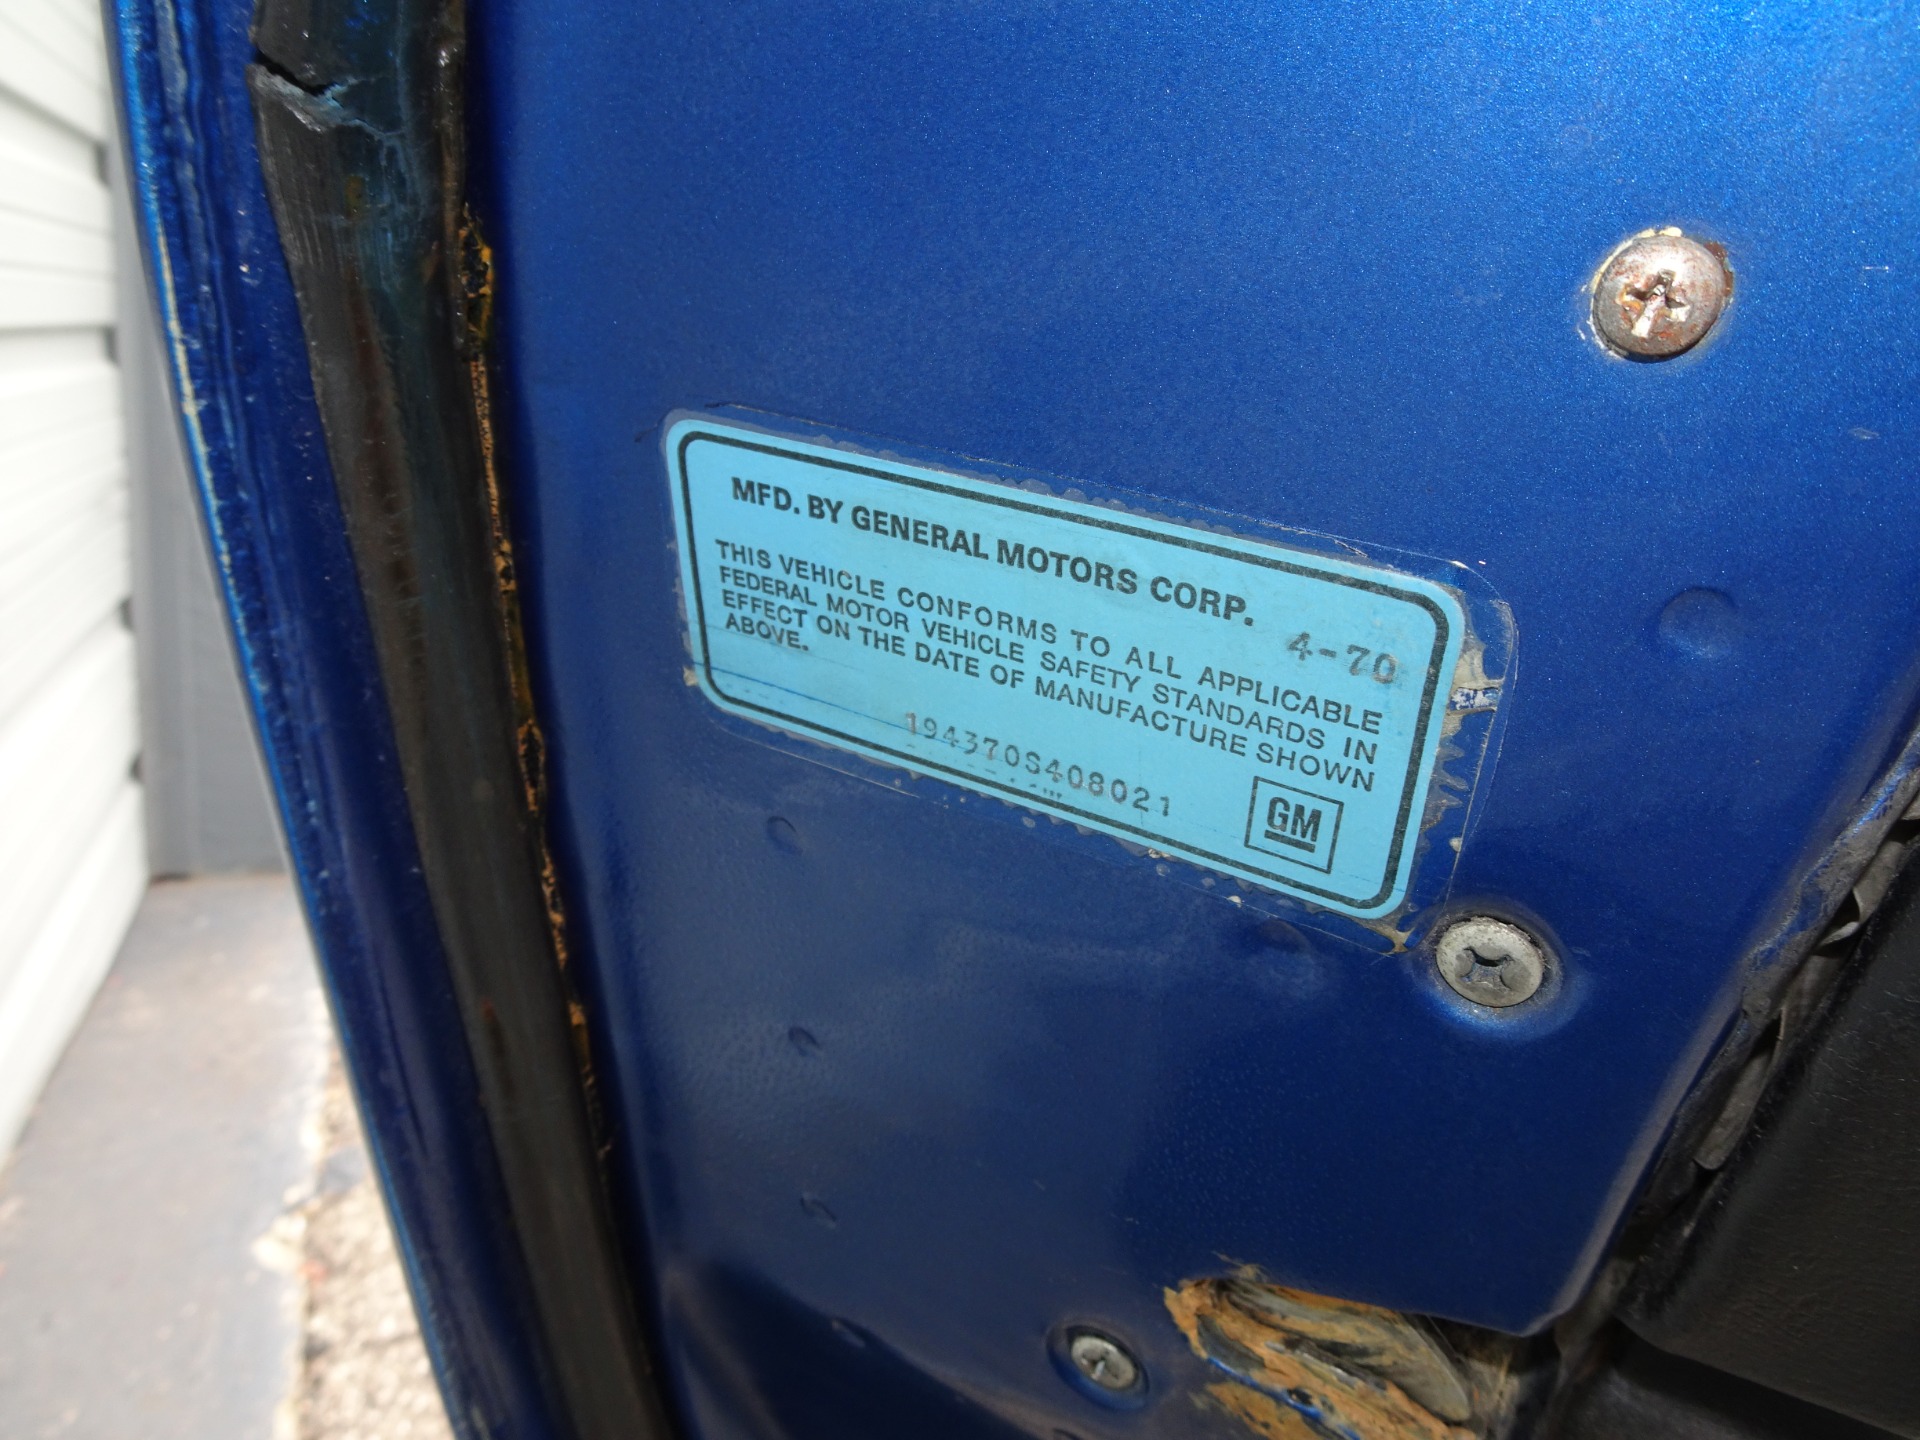 MFD. BY GENERAL MOTORS CORP.
4-70
THIS VEHICLE CONFORMS TO ALL APPLICABLE
FEDERAL MOTOR VEHICLE SAFETY STANDARDS IN
EFFECT ON THE DATE OF MANUFACTURE SHOWN
ABOVE.
194370S408021
GM